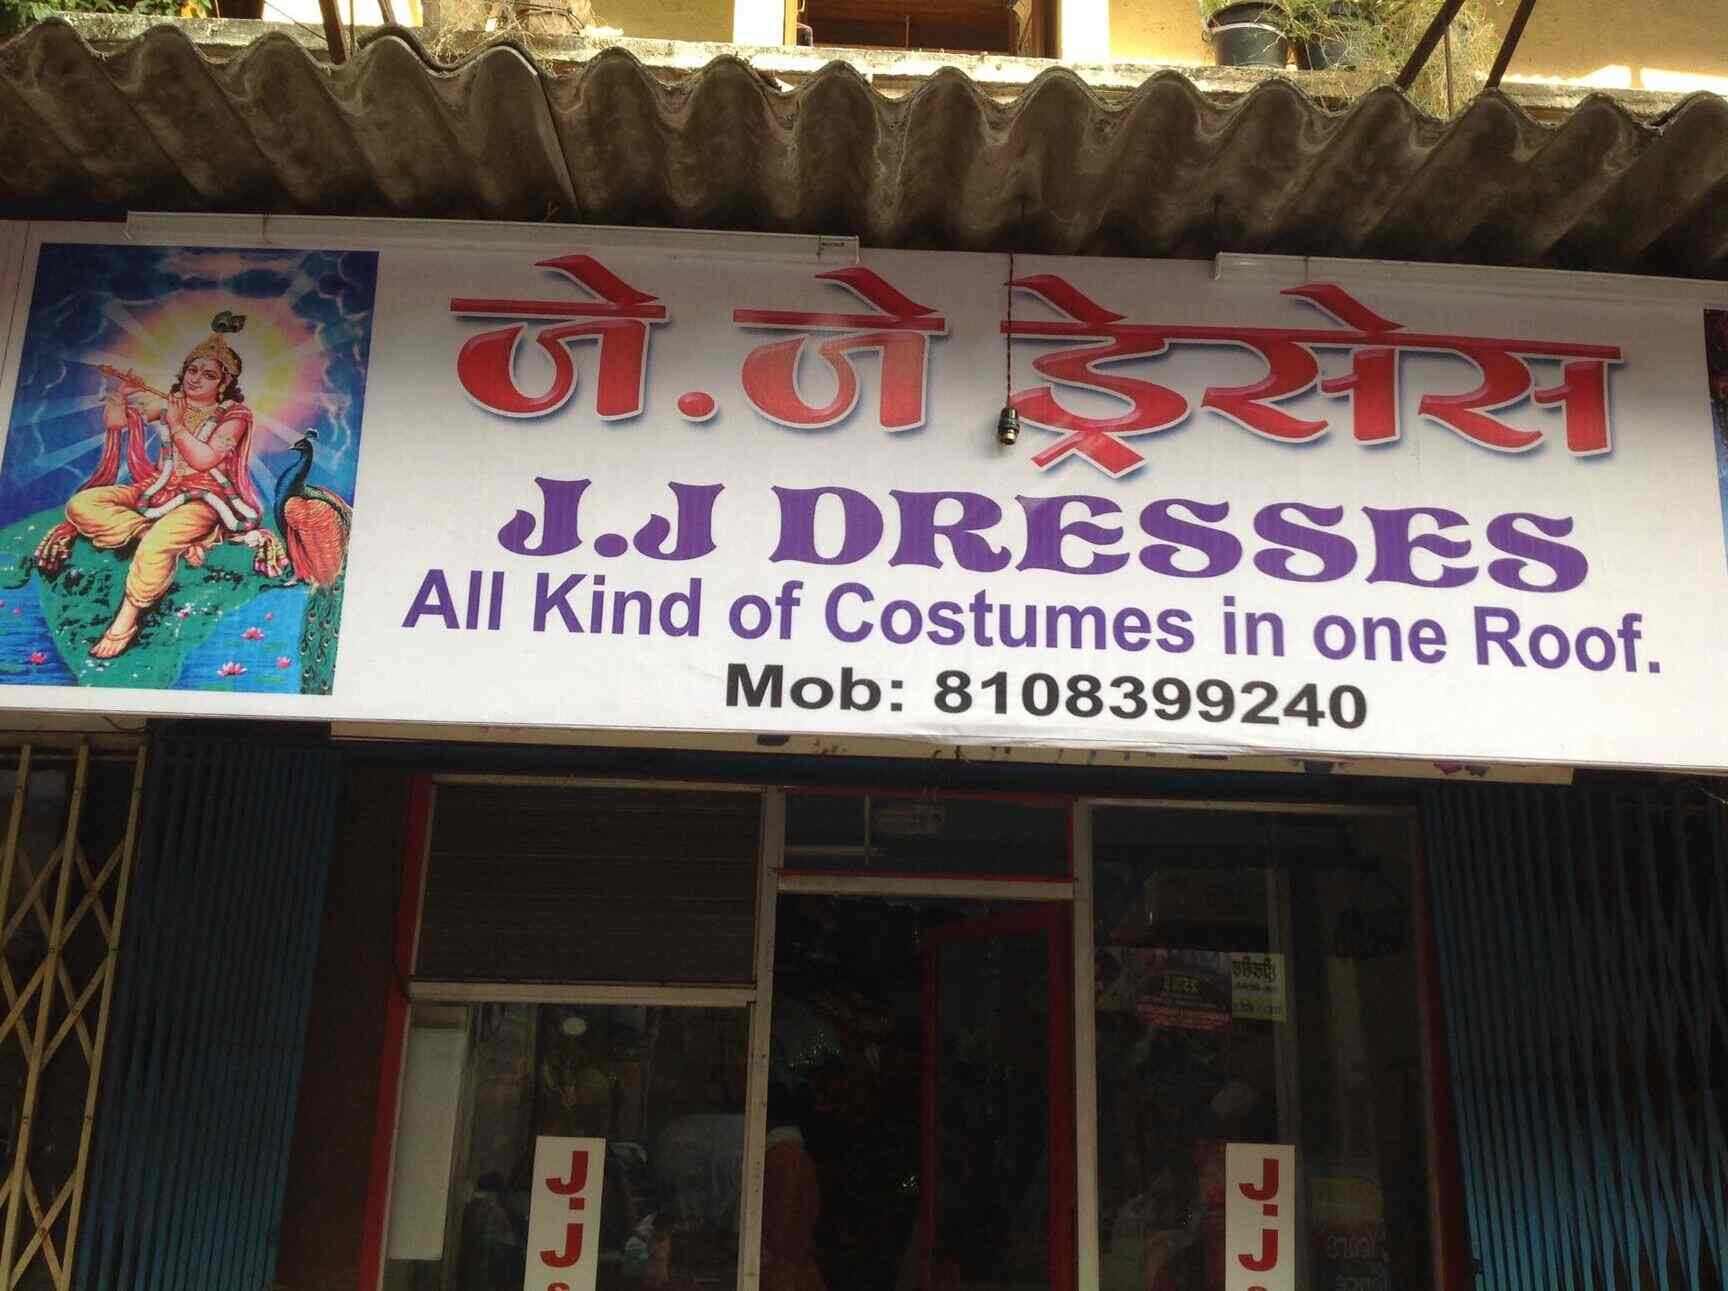 जे.जे ड्रेसेस
J.J DRESSES
All Kind of Costumes in one Roof.
Mob: 8108399240
J.J
J.J